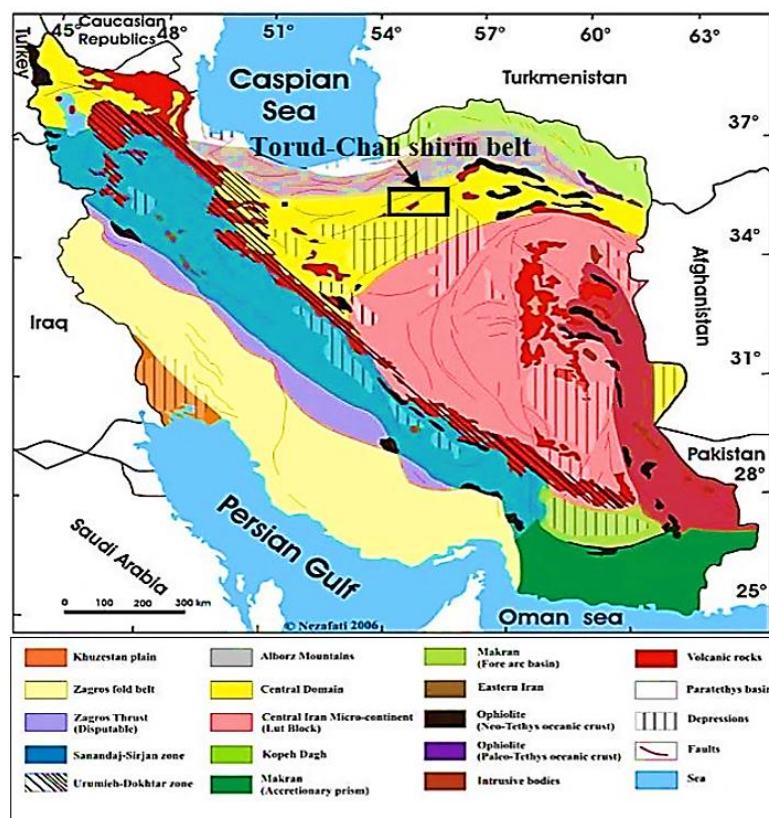 45° Caucasian 48° 51° 54° 57° 60° 63°
Republics
Turkey
Caspian
Sea
Turkmenistan
37°
Torud-Chah shirin belt
34°
Afghanistan
Iraq
31°
Pakistan
28°
Persian Gulf
Saudi Arabia
25°
0 100 200 300 km
Oman sea
© Nezafati 2006
Khuzestan plain
Zagros fold belt
Zagros Thrust
(Disputable)
Sanandaj-Sirjan zone
Urumieh-Dokhtar zone
Alborz Mountains
Central Domain
Central Iran Micro-continent
(Lut Block)
Kopeh Dagh
Makran
(Accretionary prism)
Makran
(Fore arc basin)
Eastern Iran
Ophiolite
(Neo-Tethys oceanic crust)
Ophiolite
(Paleo-Tethys oceanic crust)
Intrusive bodies
Volcanic rocks
Paratethys basin
Depressions
Faults
Sea